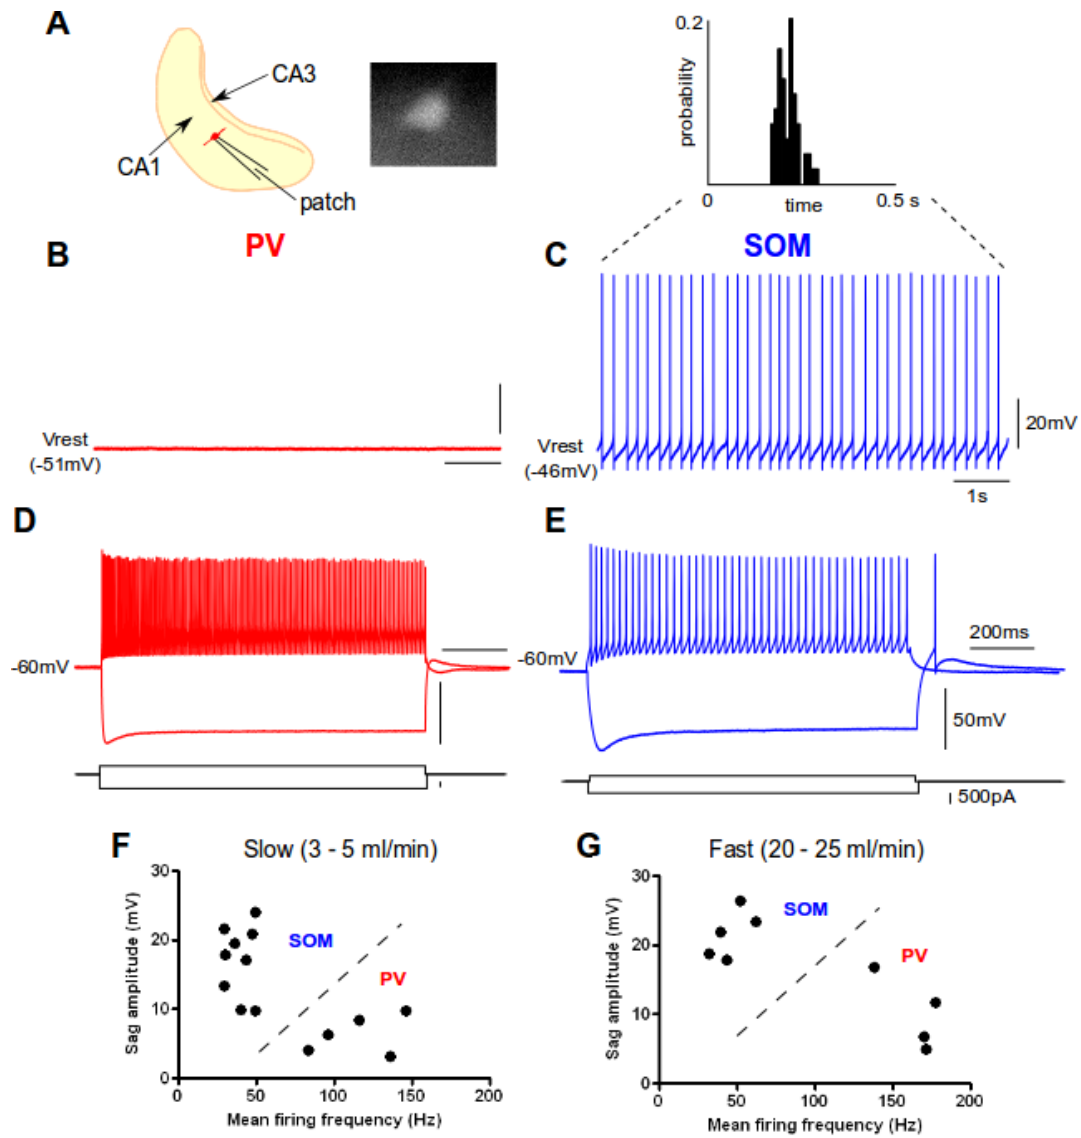 A
CA3
CA1
patch
0.2
probability
0
time
0.5 s
B
PV
Vrest
(-51mV)
C
SOM
Vrest
(-46mV)
20mV
1s
D
-60mV
E
-60mV
200ms
50mV
500pA
F
Slow (3 - 5 ml/min)
30
20
10
0
Sag amplitude (mV)
SOM
PV
0
50
100
150
200
Mean firing frequency (Hz)
G
Fast (20 - 25 ml/min)
30
20
10
0
Sag amplitude (mV)
SOM
PV
0
50
100
150
200
Mean firing frequency (Hz)